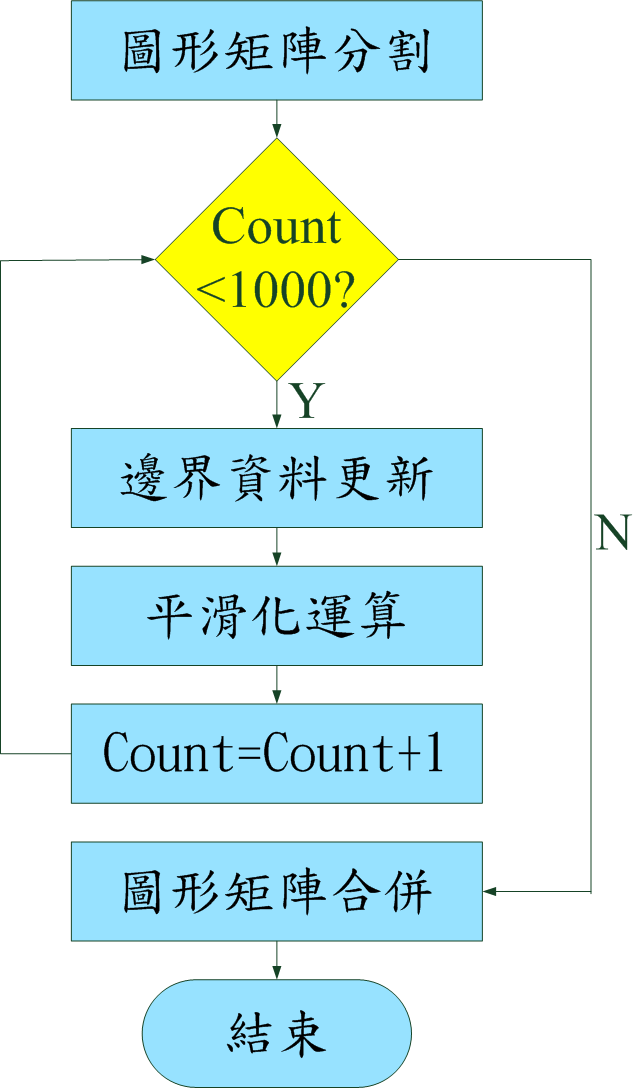 圖形矩陣分割
Count
<1000?
Y
邊界資料更新
N
平滑化運算
Count=Count+1
圖形矩陣合併
結束